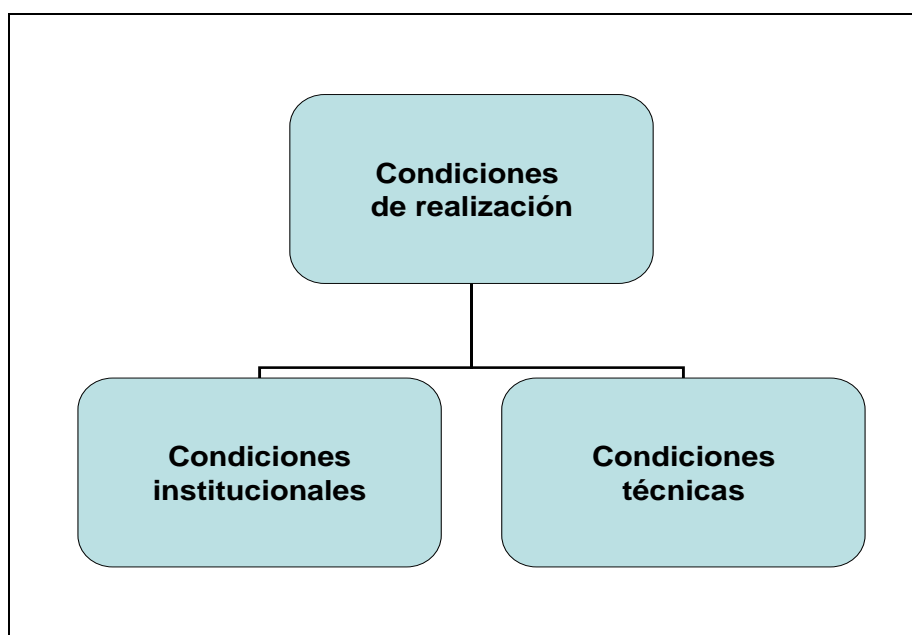 Condiciones
de realización
Condiciones
institucionales
Condiciones
técnicas